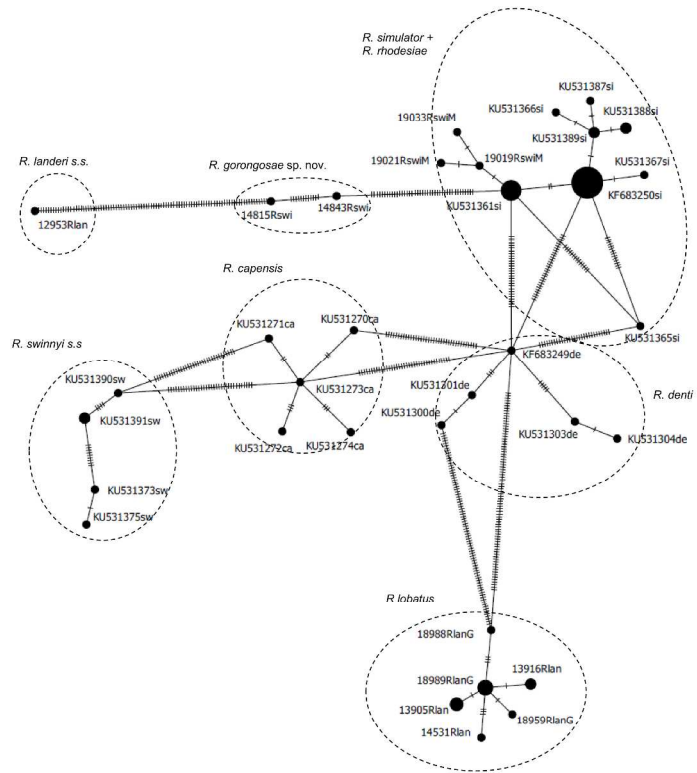 R. simulator +
R. rhodesiae
KU531387si
KU531366si
KU531388si
19033RswiM
KU531389si
R. landeri s.s.
R. gorongosae sp. nov.
19021RswiM
19019RswiM
KU531367si
KF683250si
KU531361si
12953Rlan
14815Rswi
14843Rswi
R. capensis
KU531271ca
KU531270ca
KU531365si
R. swinnyi s.s
KF683249de
KU531390sw
KU531273ca
KU531301de
R. denti
KU531300de
KU531391sw
KU531303de
KU531304de
KU531272ca
KU531274ca
KU531373sw
KU531375sw
R lobatus
18988RlanG
13916Rlan
18989RlanG
13905Rlan
18959RlanG
14531Rlan